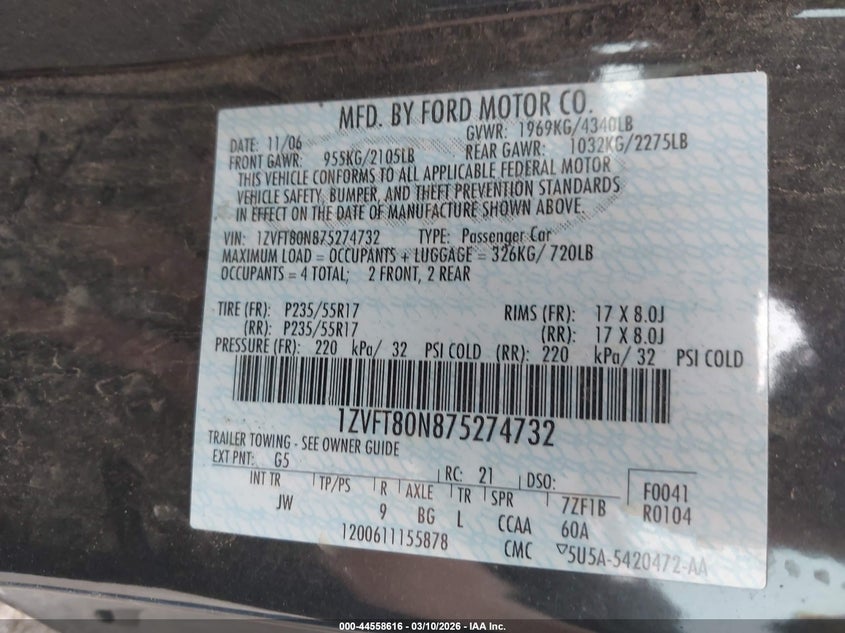 MFD. BY FORD MOTOR CO.
DATE: 11/06 GVWR: 1969KG/4340LB
FRONT GAWR: 955KG/2105LB REAR GAWR: 1032KG/2275LB
THIS VEHICLE CONFORMS TO ALL APPLICABLE FEDERAL MOTOR
VEHICLE SAFETY, BUMPER, AND THEFT PREVENTION STANDARDS
IN EFFECT ON THE DATE OF MANUFACTURE SHOWN ABOVE.
VIN: 1ZVFT80N875274732 TYPE: Passenger Car
MAXIMUM LOAD = OCCUPANTS + LUGGAGE = 326KG/ 720LB
OCCUPANTS = 4 TOTAL; 2 FRONT, 2 REAR
TIRE (FR): P235/55R17 RIMS (FR): 17 X 8.0J
(RR): P235/55R17 (RR): 17 X 8.0J
PRESSURE (FR): 220 kPa/ 32 PSI COLD (RR): 220 kPa/ 32 PSI COLD
1ZVFT80N875274732
TRAILER TOWING - SEE OWNER GUIDE
EXT PNT: G5 RC: 21 DSO: F0041
INT TR TP/PS R AXLE TR SPR 7ZF1B R0104
JW 9 BG L CCAA 60A
1200611155878 CMC ▽5U5A-5420472-AA
000-44558616 - 03/10/2026 - IAA Inc.